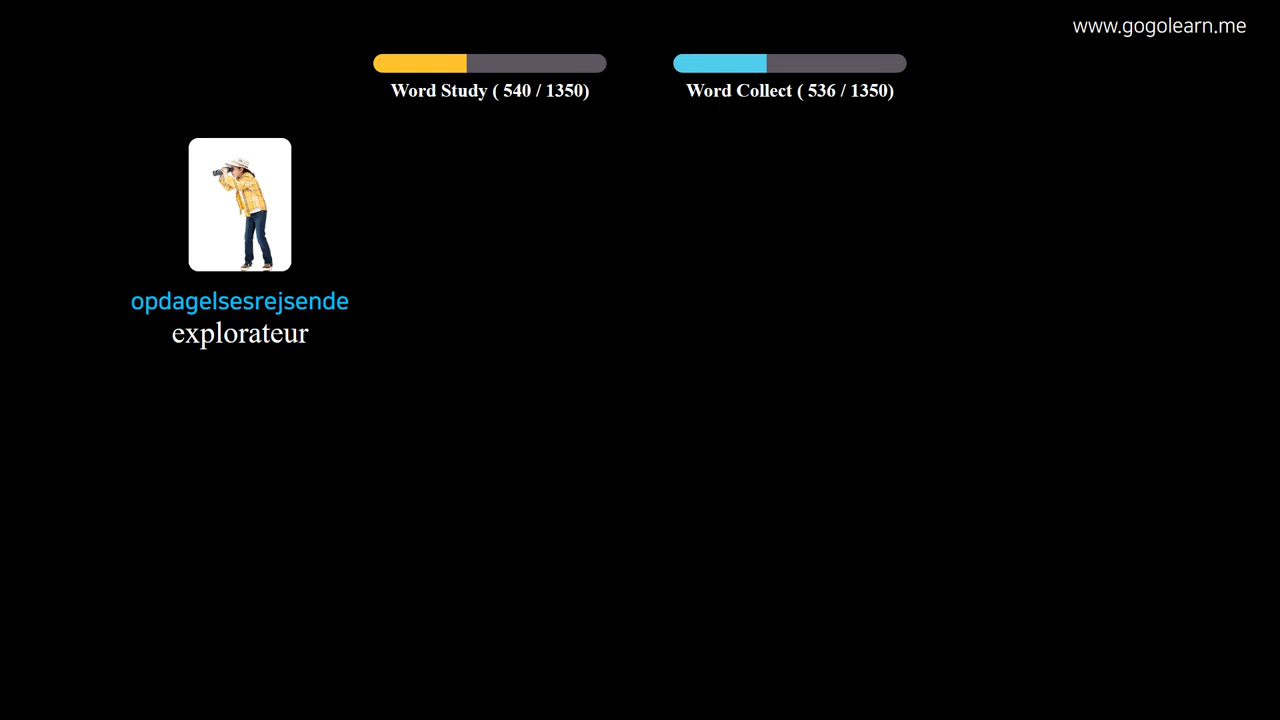 www.gogolearn.me
Word Study ( 540 / 1350)
Word Collect ( 536 / 1350)
opdagelsesrejsende
explorateur